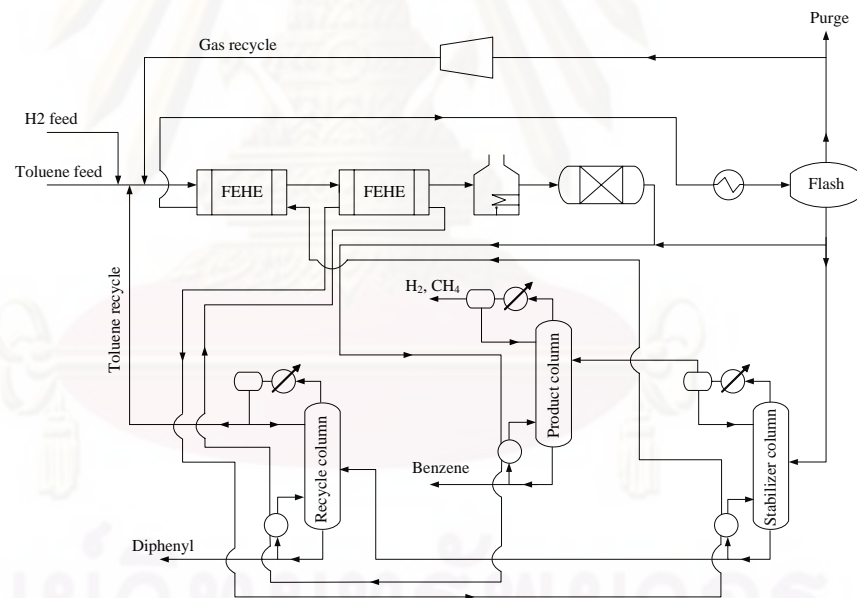 Purge
Gas recycle
H2 feed
Toluene feed
FEHE
FEHE
Flash
Toluene recycle
H₂, CH₄
Product column
Recycle column
Stabilizer column
Benzene
Diphenyl